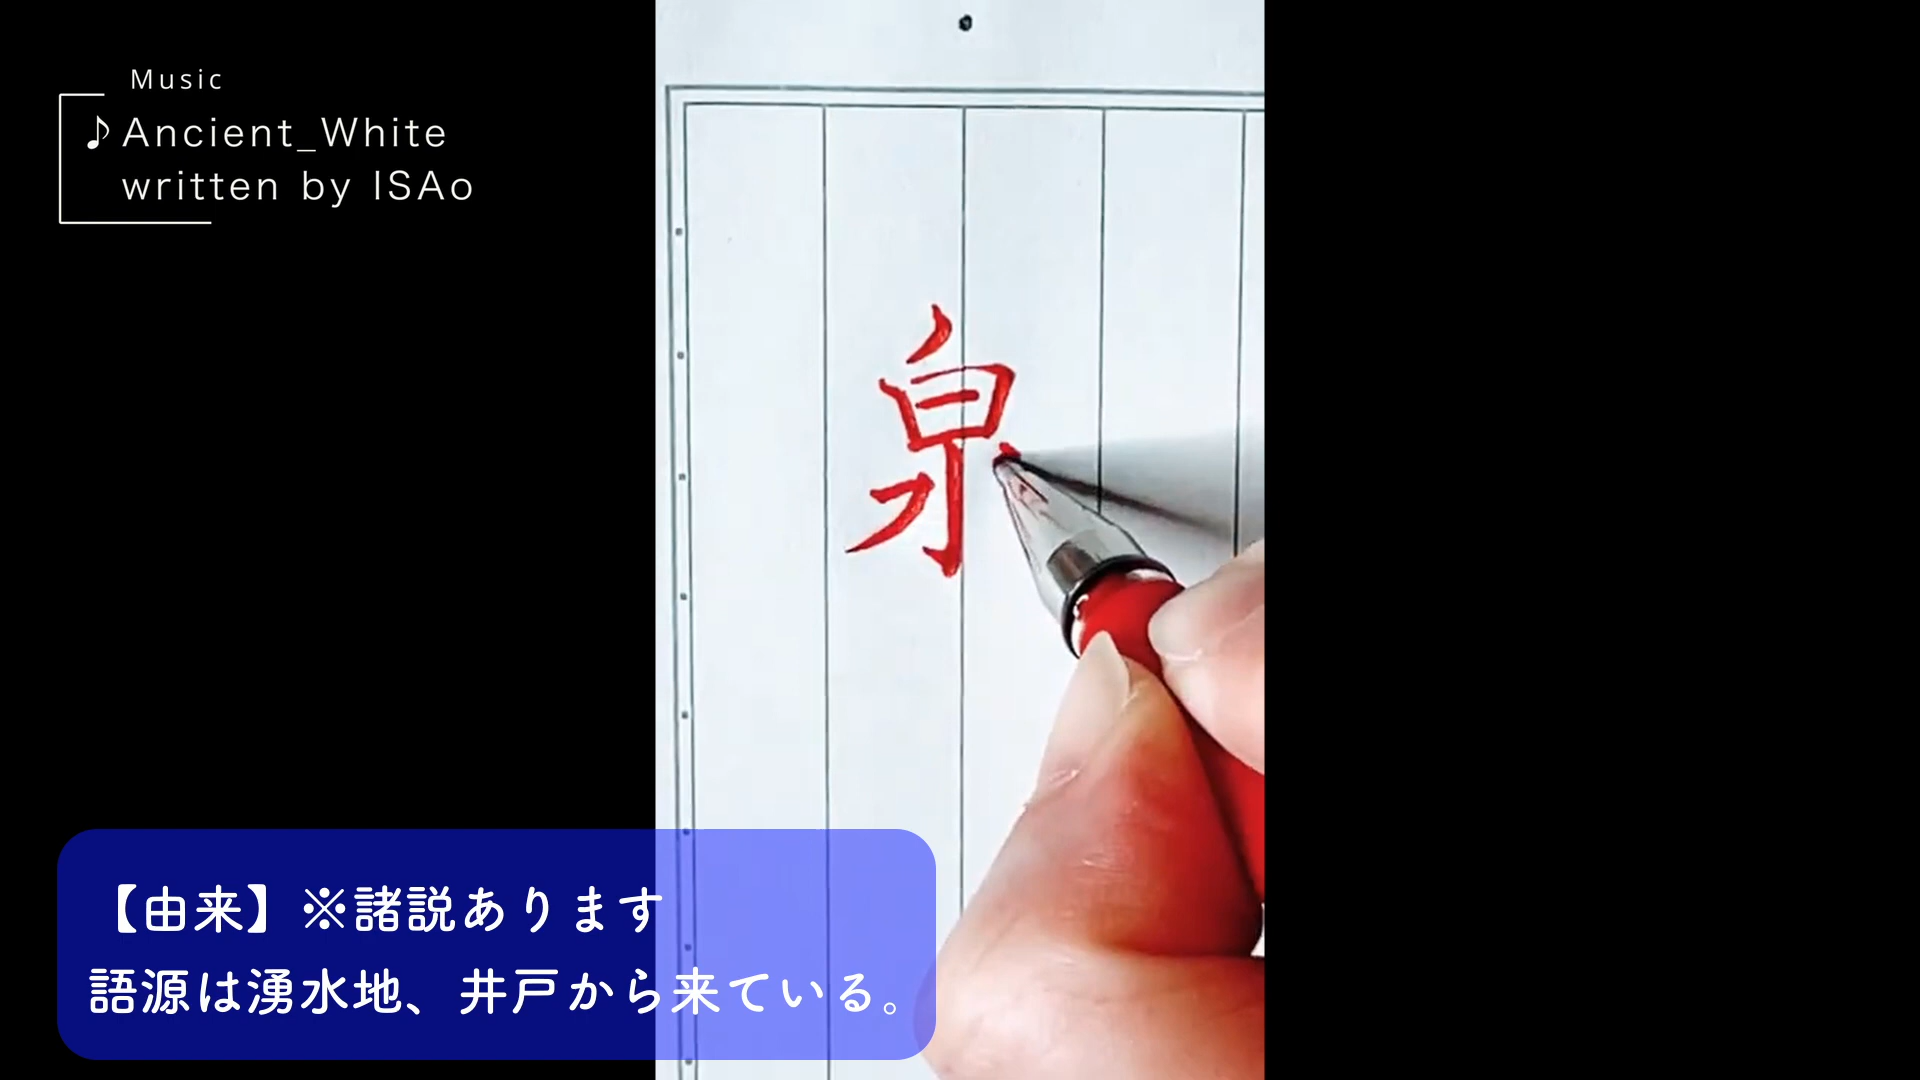 Music
♪Ancient_White
written by ISAo
泉
【由来】※諸説あります
語源は湧水地、井戸から来ている。